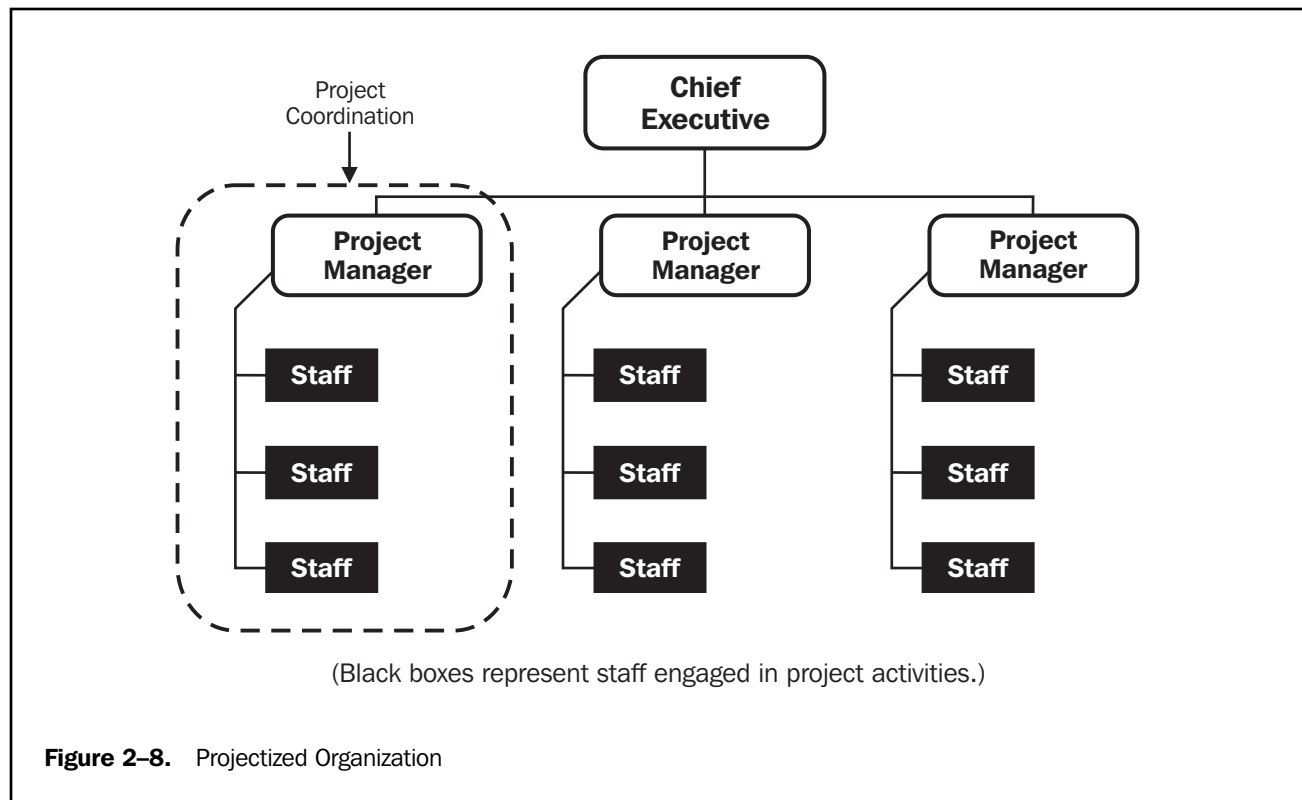 Project
Coordination
Chief
Executive
Project
Manager
Project
Manager
Project
Manager
Staff
Staff
Staff
Staff
Staff
Staff
Staff
Staff
Staff
(Black boxes represent staff engaged in project activities.)
Figure 2–8. Projectized Organization